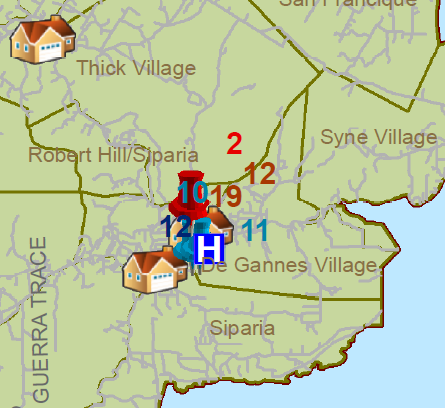 San Francique
Thick Village
2
Syne Village
Robert Hill/Siparia
12
10
19
12
11
H
De Gannes Village
GUERRA TRACE
Siparia